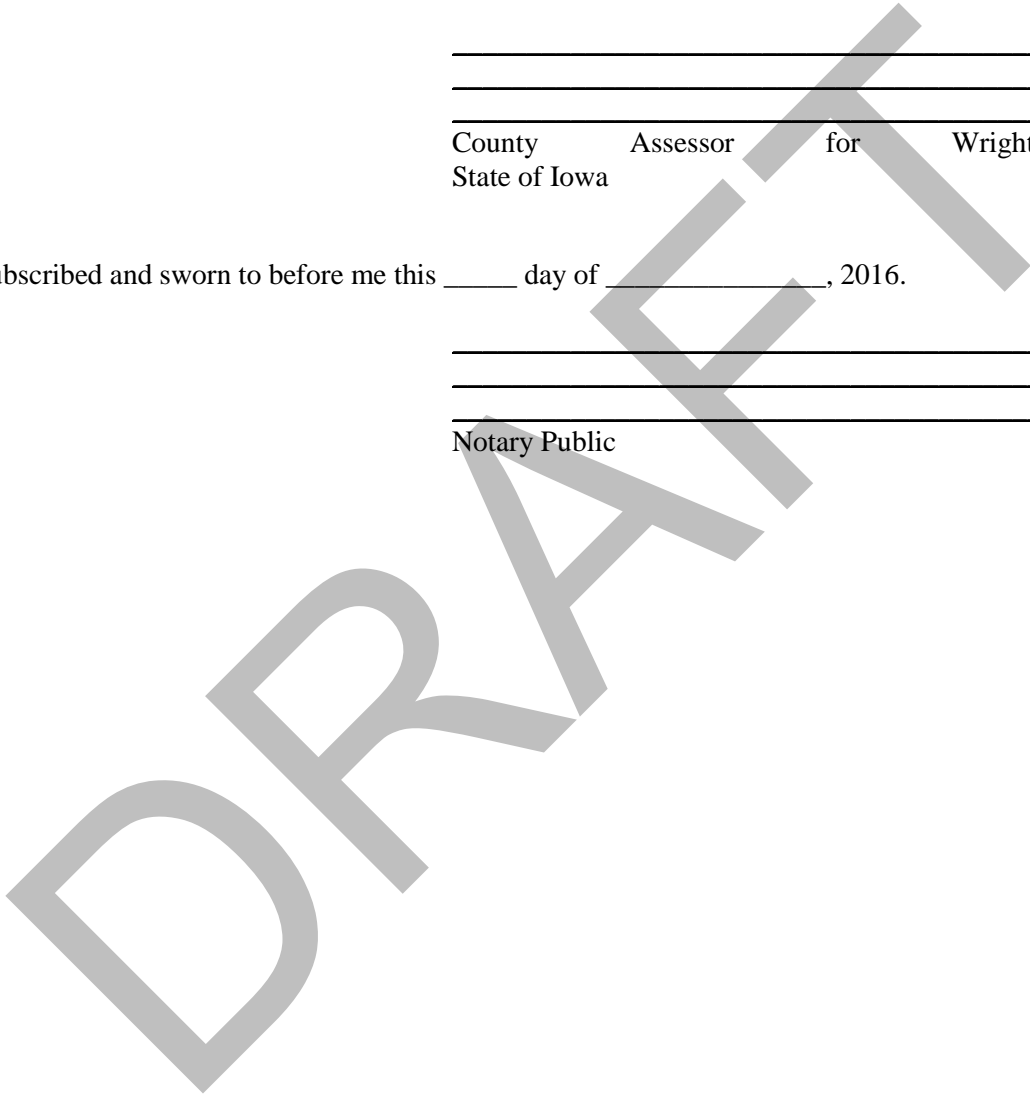 County Assessor for Wright
State of Iowa
ubscribed and sworn to before me this _____ day of _______________, 2016.
Notary Public
DRAFT